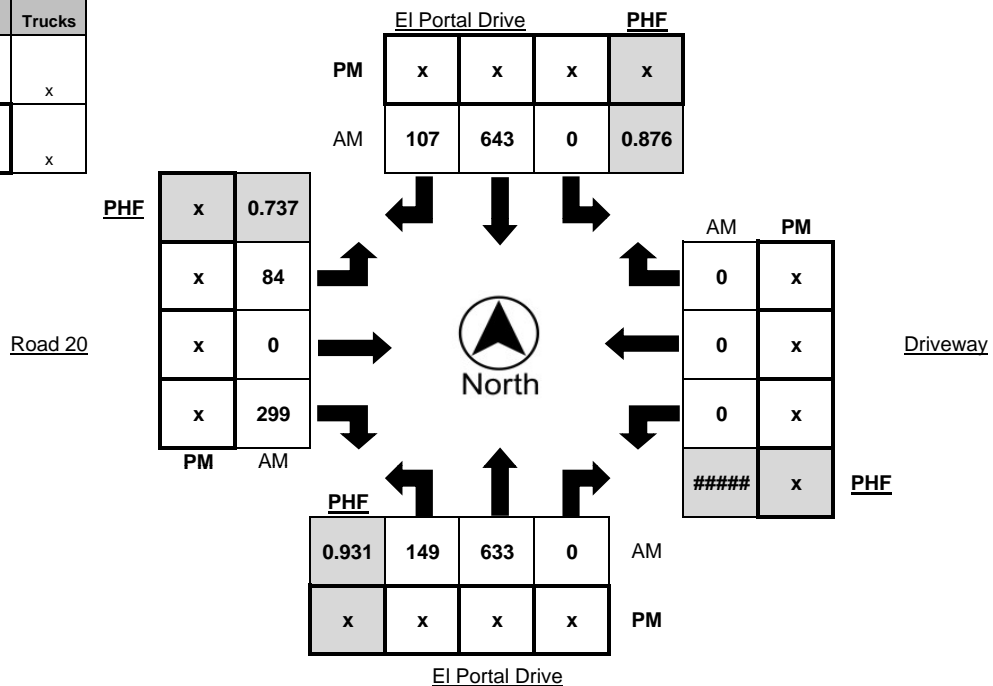 Trucks
x
x
El Portal Drive PHF
PM x x x x
AM 107 643 0 0.876
PHF x 0.737
x 84
x 0
x 299
PM AM
Road 20
North
AM PM
0 x
0 x
0 x
##### x PHF
Driveway
PHF
0.931 149 633 0 AM
x x x x PM
El Portal Drive